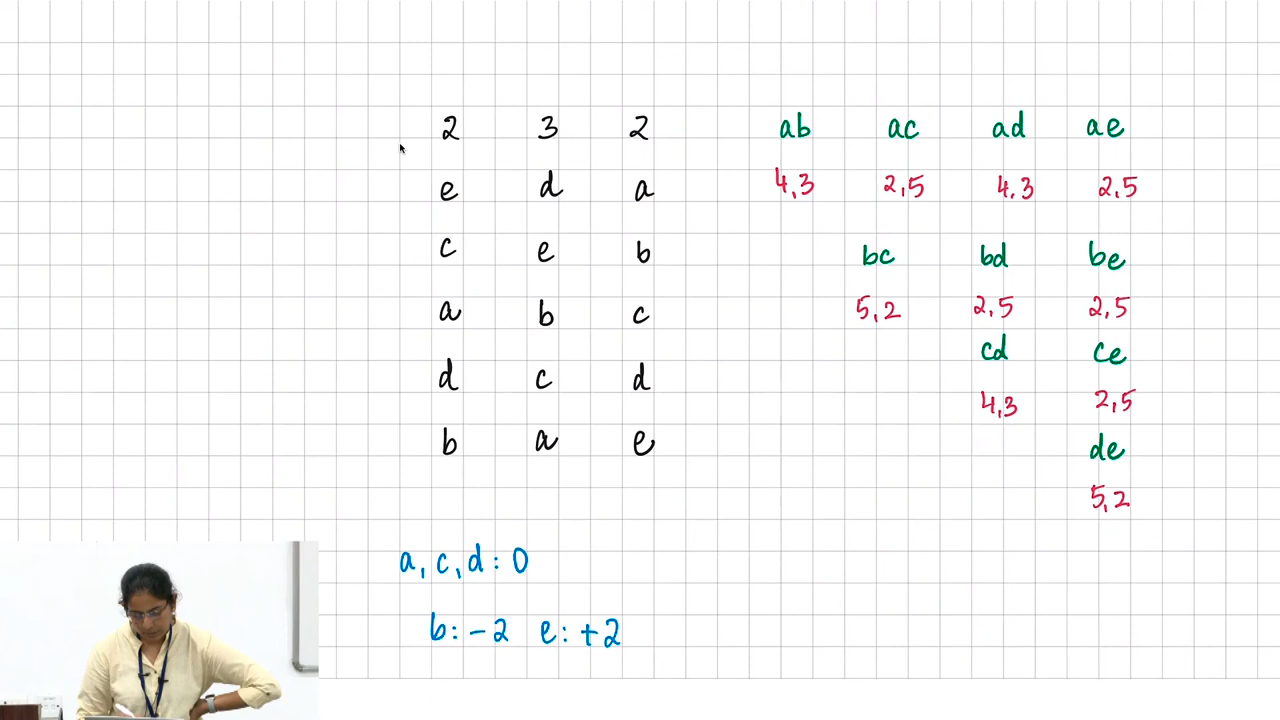 2 3 2 ab ac ad ae
e d a 4,3 2,5 4,3 2,5
c e b bc bd be
a b c 5,2 2,5 2,5
cd ce
d c d 4,3 2,5
b a e de
5,2
a, c, d: 0
b: -2 e: +2